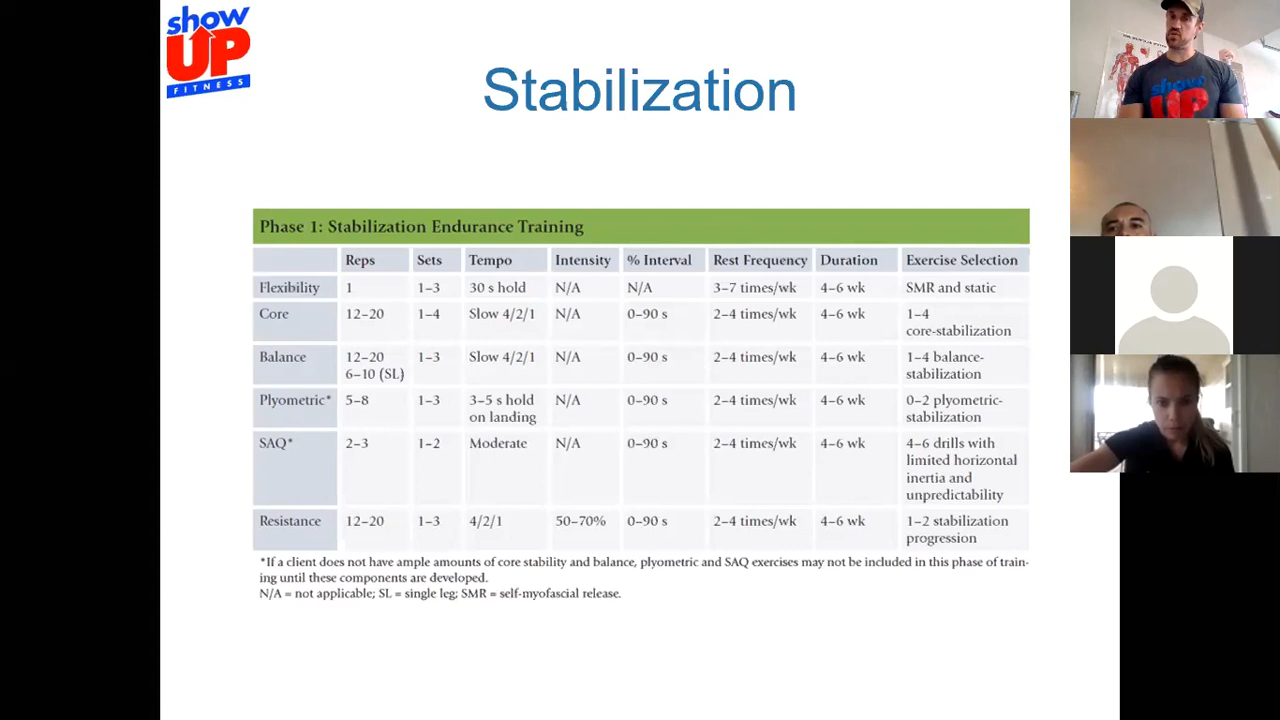 show
UP
FITNESS
Stabilization
Phase 1: Stabilization Endurance Training
Reps Sets Tempo Intensity % Interval Rest Frequency Duration Exercise Selection
Flexibility 1 1–3 30 s hold N/A N/A 3–7 times/wk 4–6 wk SMR and static
Core 12–20 1–4 Slow 4/2/1 N/A 0–90 s 2–4 times/wk 4–6 wk 1–4
core-stabilization
Balance 12–20 1–3 Slow 4/2/1 N/A 0–90 s 2–4 times/wk 4–6 wk 1–4 balance-
6–10 (SL) stabilization
Plyometric* 5–8 1–3 3–5 s hold N/A 0–90 s 2–4 times/wk 4–6 wk 0–2 plyometric-
on landing stabilization
SAQ* 2–3 1–2 Moderate N/A 0–90 s 2–4 times/wk 4–6 wk 4–6 drills with
limited horizontal
inertia and
unpredictability
Resistance 12–20 1–3 4/2/1 50–70% 0–90 s 2–4 times/wk 4–6 wk 1–2 stabilization
progression
*If a client does not have ample amounts of core stability and balance, plyometric and SAQ exercises may not be included in this phase of train-
ing until these components are developed.
N/A = not applicable; SL = single leg; SMR = self-myofascial release.
show
UP